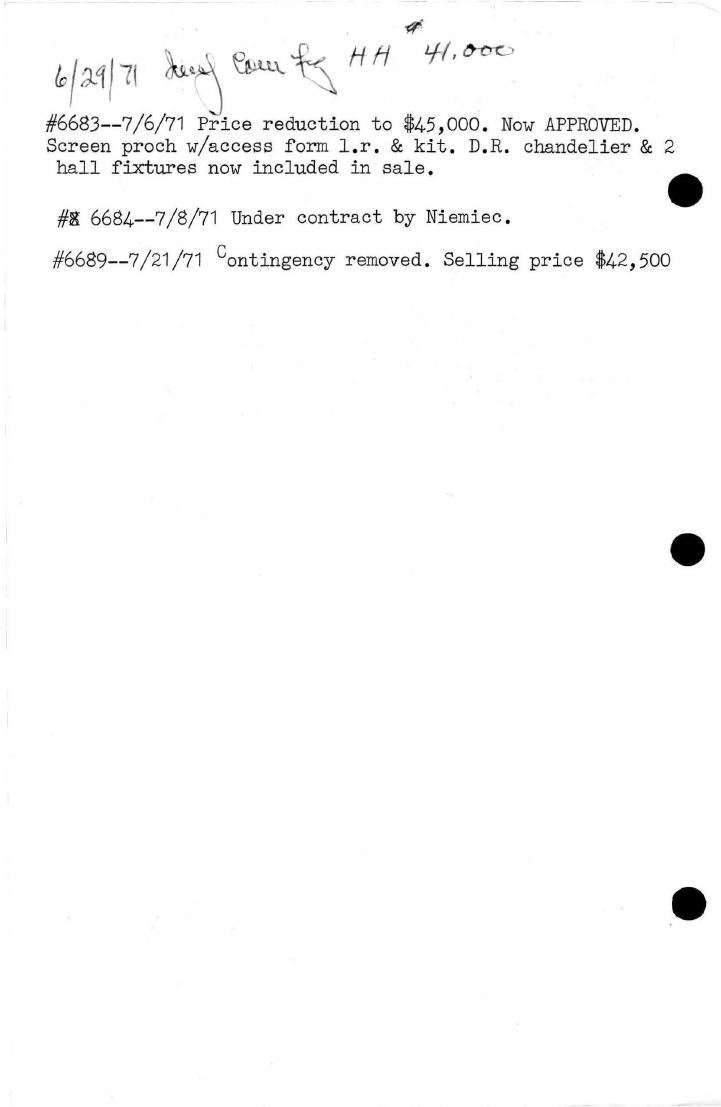 6/29/71 Com Fig HH $41,000
#6683--7/6/71 Price reduction to $45,000. Now APPROVED.
Screen proch w/access form l.r. & kit. D.R. chandelier & 2
hall fixtures now included in sale.
# 6684--7/8/71 Under contract by Niemiec.
#6689--7/21/71 Contingency removed. Selling price $42,500